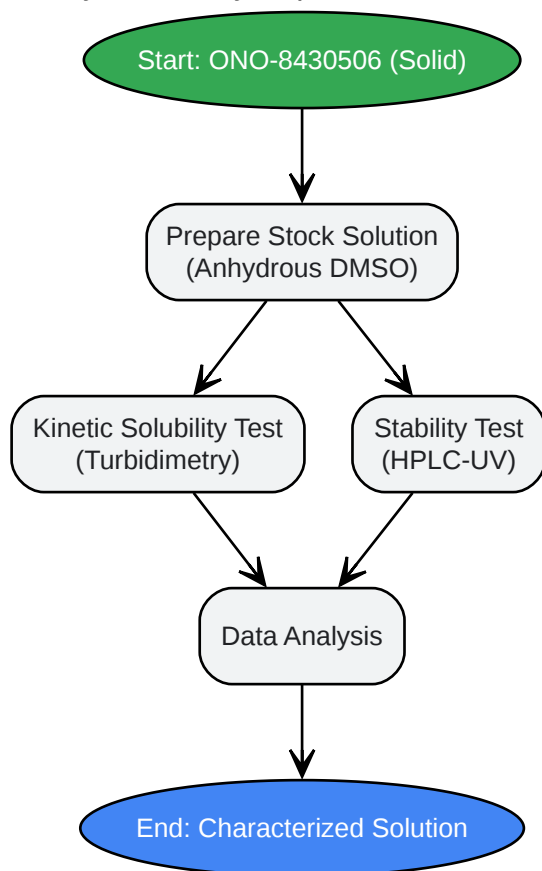 Start: ONO-8430506 (Solid)
Prepare Stock Solution
(Anhydrous DMSO)
Kinetic Solubility Test
(Turbidimetry)
Stability Test
(HPLC-UV)
Data Analysis
End: Characterized Solution